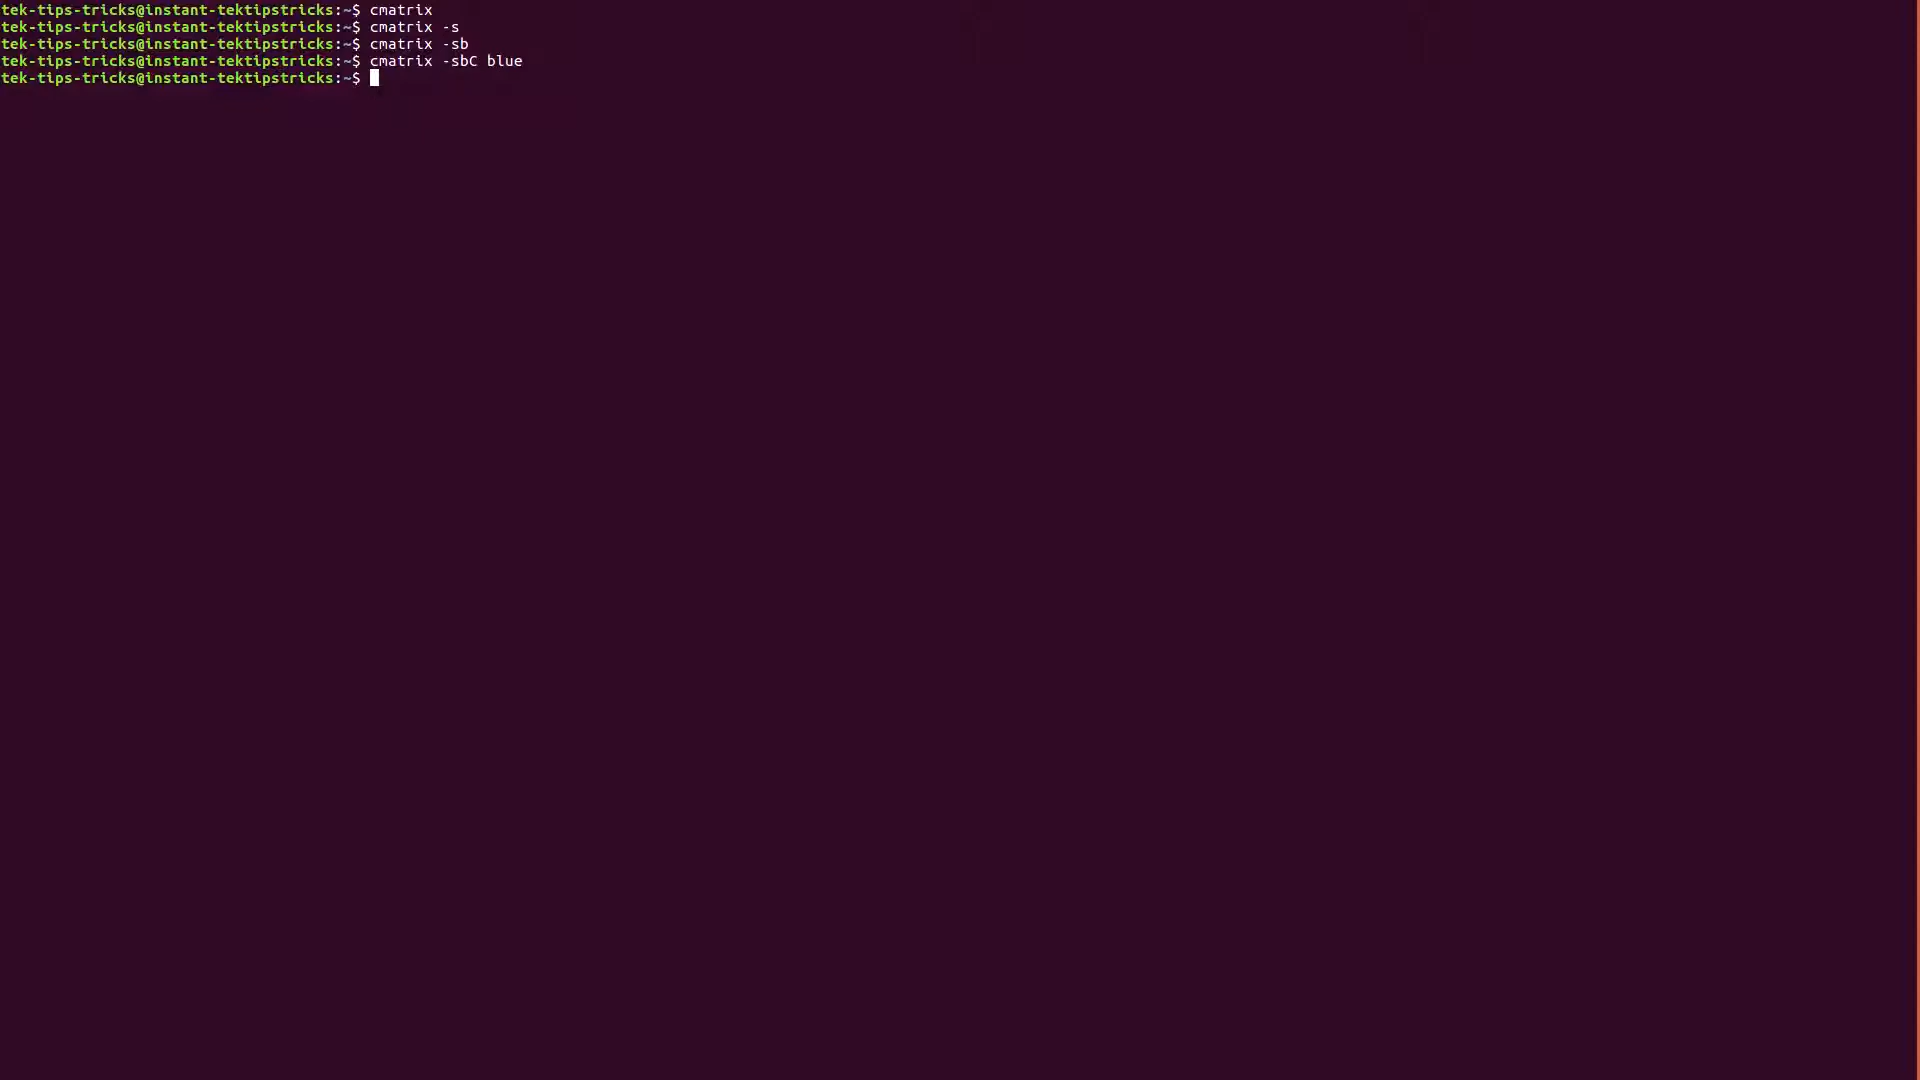 tek-tips-tricks@instant-tektipstricks:~$ cmatrix
tek-tips-tricks@instant-tektipstricks:~$ cmatrix -s
tek-tips-tricks@instant-tektipstricks:~$ cmatrix -sb
tek-tips-tricks@instant-tektipstricks:~$ cmatrix -sbC blue
tek-tips-tricks@instant-tektipstricks:~$